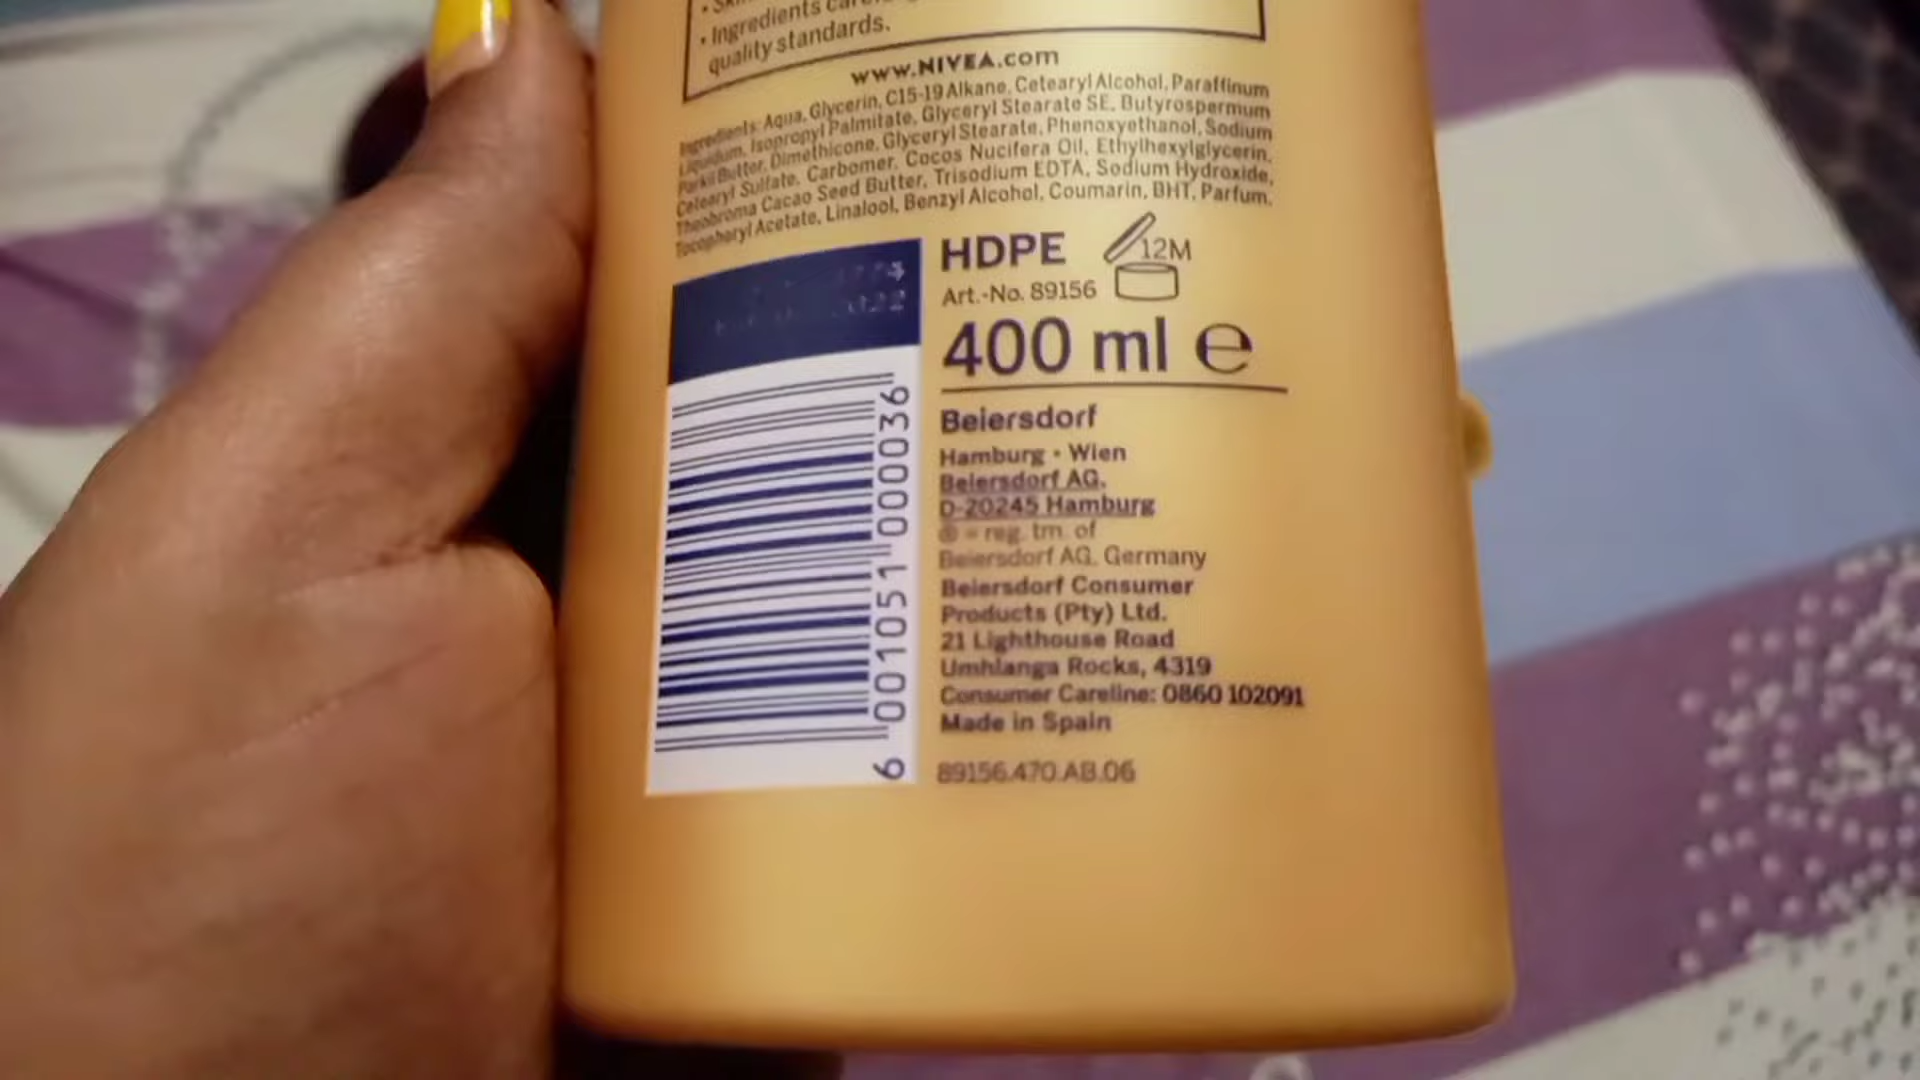 • Ingredients
quality standards.
www.NIVEA.com
Ingredients: Aqua, Glycerin, C15-19 Alkane, Cetearyl Alcohol, Paraffinum
Liquidum, Isopropyl Palmitate, Glyceryl Stearate SE, Butyrospermum
Parkii Butter, Dimethicone, Glyceryl Stearate, Phenoxyethanol, Sodium
Cetearyl Sulfate, Carbomer, Cocos Nucifera Oil, Ethylhexylglycerin,
Theobroma Cacao Seed Butter, Trisodium EDTA, Sodium Hydroxide,
Tocopheryl Acetate, Linalool, Benzyl Alcohol, Coumarin, BHT, Parfum.
HDPE
12M
Art.-No. 89156
400 ml e
Beiersdorf
Hamburg • Wien
Beiersdorf AG,
D-20245 Hamburg
® = reg. tm. of
Beiersdorf AG, Germany
Beiersdorf Consumer
Products (Pty) Ltd.
21 Lighthouse Road
Umhlanga Rocks, 4319
Consumer Careline: 0860 102091
Made in Spain
89156.470.AB.06
6 001051 000036